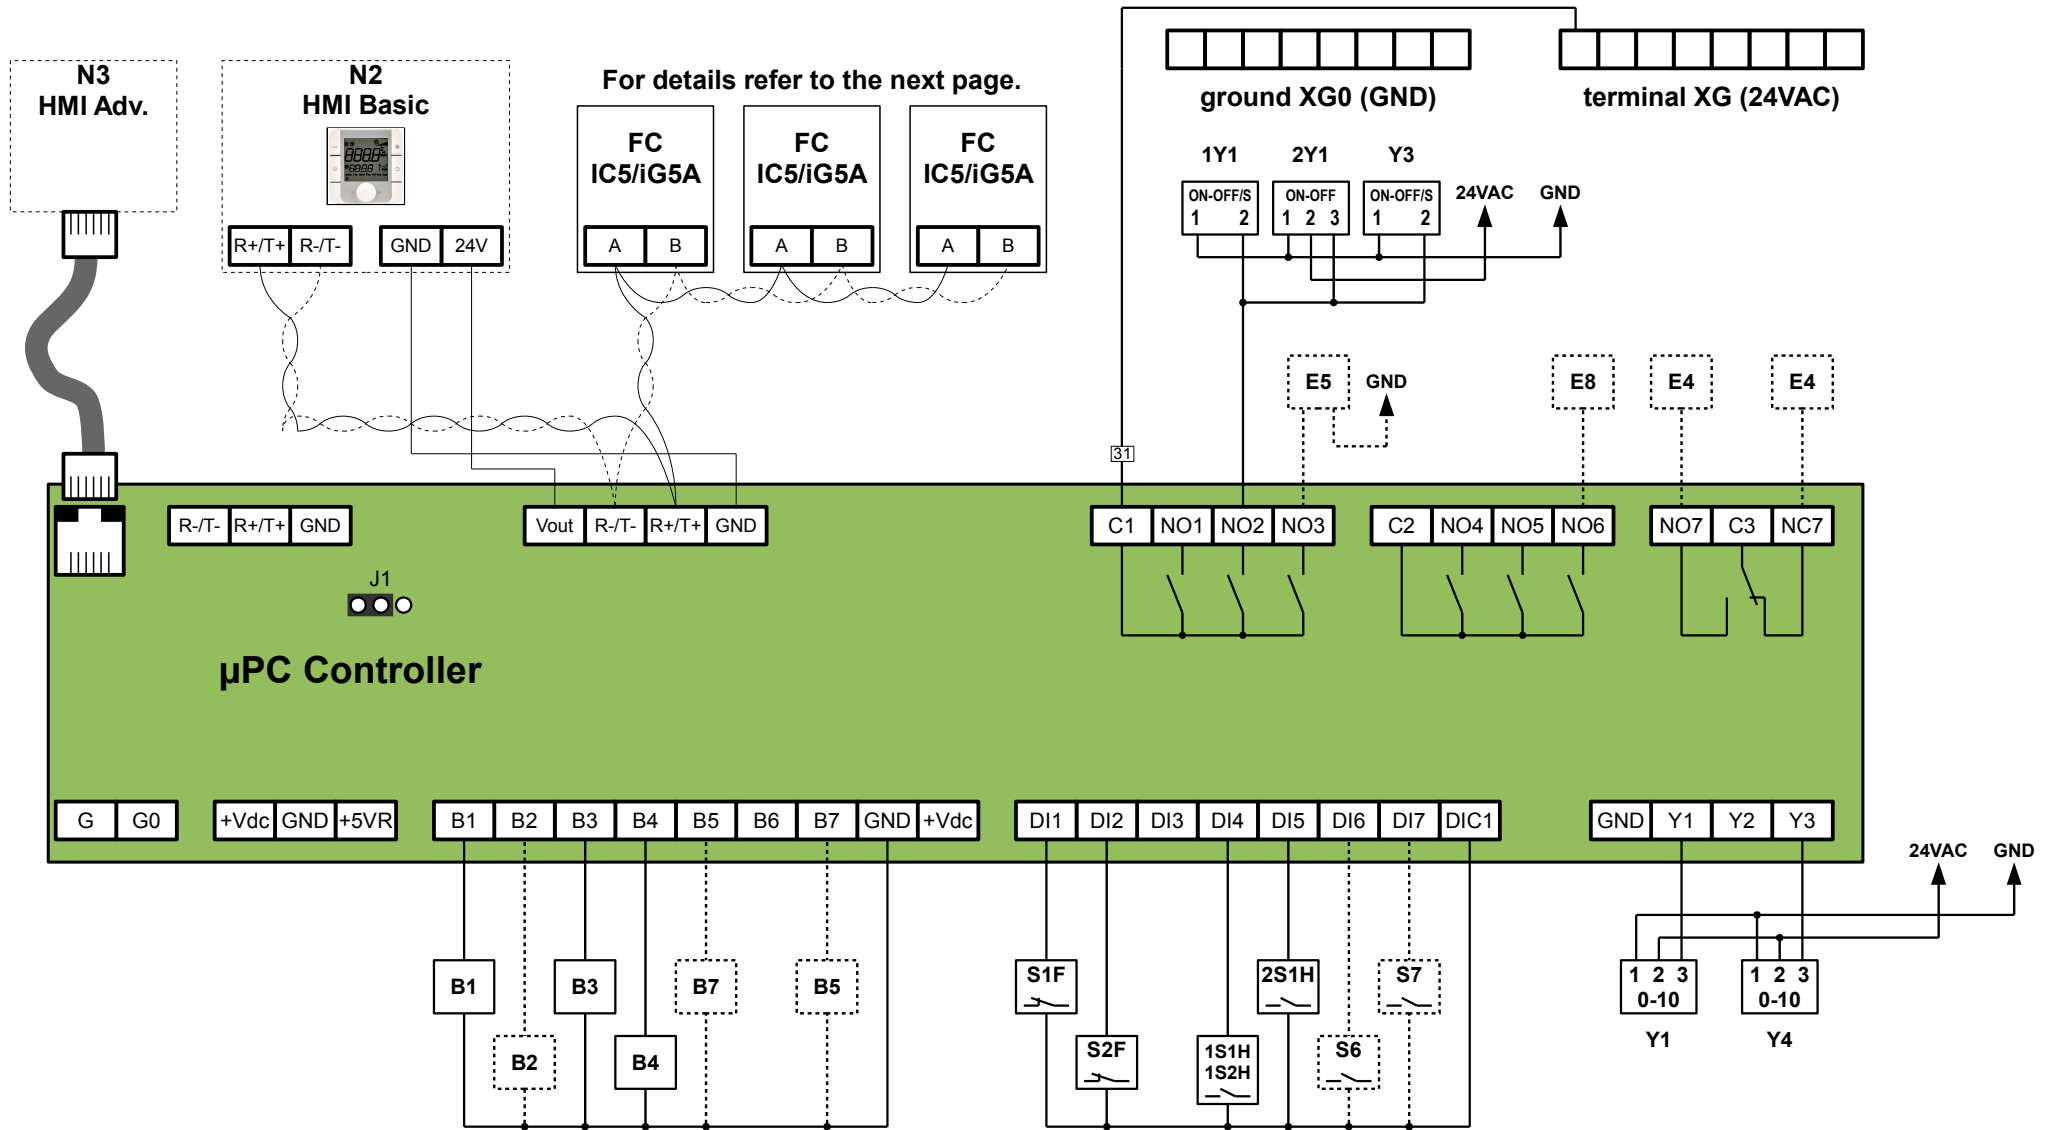 N3
HMI Adv.
N2
HMI Basic
R+/T+ R-/T- GND 24V
For details refer to the next page.
FC
IC5/iG5A
A B
FC
IC5/iG5A
A B
FC
IC5/iG5A
A B
ground XG0 (GND)
terminal XG (24VAC)
1Y1 2Y1 Y3
ON-OFF/S
1 2
ON-OFF
1 2 3
ON-OFF/S
1 2
24VAC GND
E5 GND E8 E4 E4
31
R-/T- R+/T+ GND
Vout R-/T- R+/T+ GND
C1 NO1 NO2 NO3
C2 NO4 NO5 NO6
NO7 C3 NC7
J1
µPC Controller
G G0
+Vdc GND +5VR
B1 B2 B3 B4 B5 B6 B7 GND +Vdc
DI1 DI2 DI3 DI4 DI5 DI6 DI7 DIC1
GND Y1 Y2 Y3
24VAC GND
B1 B3 B7 B5
B2 B4
S1F 2S1H S7
S2F
1S1H
1S2H
S6
1 2 3
0-10
Y1
1 2 3
0-10
Y4